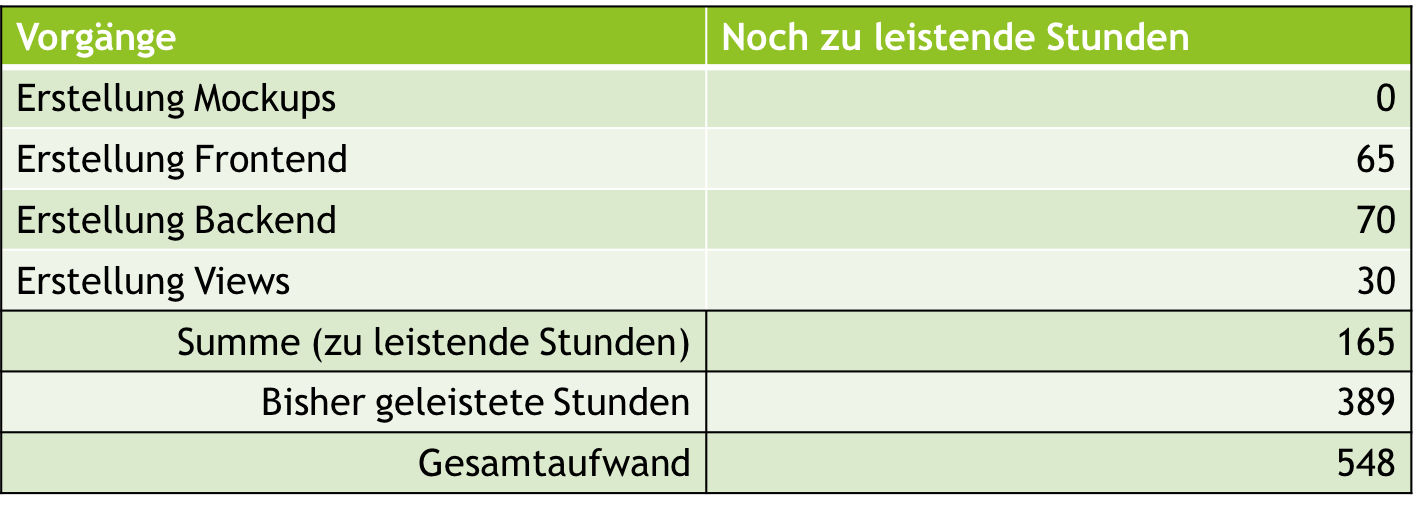 Vorgänge Noch zu leistende Stunden
Erstellung Mockups 0
Erstellung Frontend 65
Erstellung Backend 70
Erstellung Views 30
Summe (zu leistende Stunden) 165
Bisher geleistete Stunden 389
Gesamtaufwand 548